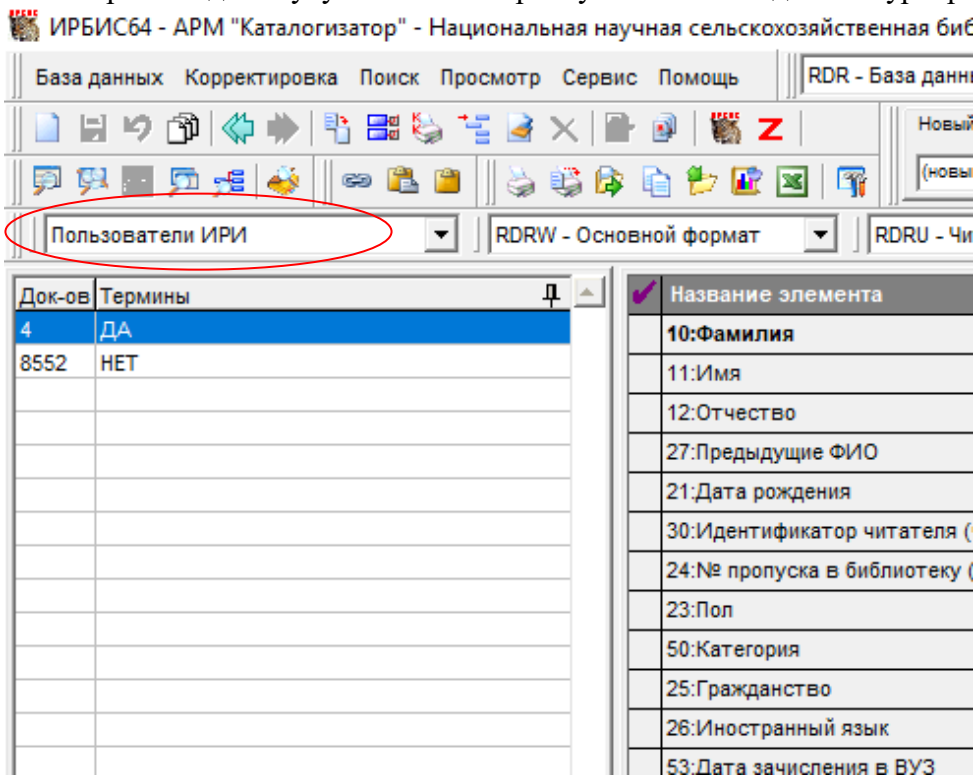 ИРБИС64 - АРМ "Каталогизатор" - Национальная научная сельскохозяйственная биб
База данных Корректировка Поиск Просмотр Сервис Помощь RDR - База данн
Новый
(новы
Пользователи ИРИ RDRW - Основной формат RDRU - Чи
Док-ов Термины
4 ДА
8552 НЕТ
Название элемента
10:Фамилия
11:Имя
12:Отчество
27:Предыдущие ФИО
21:Дата рождения
30:Идентификатор читателя (
24:№ пропуска в библиотеку (
23:Пол
50:Категория
25:Гражданство
26:Иностранный язык
53:Дата зачисления в ВУЗ